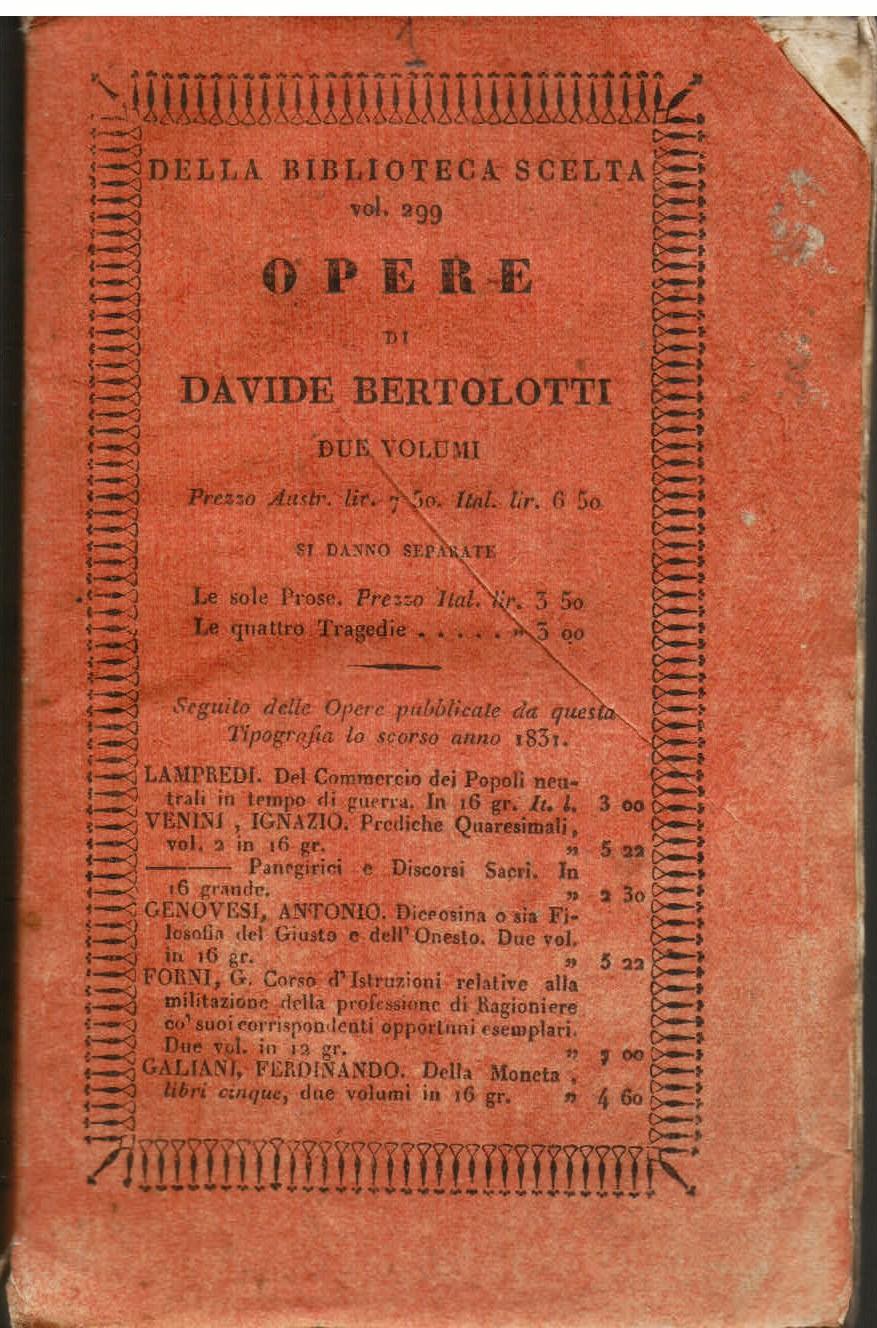 1
DELLA BIBLIOTECA SCELTA
vol. 299
OPERE
DI
DAVIDE BERTOLOTTI
DUE VOLUMI
Prezzo Austr. lir. 7 50. Ital. lir. 6 50
SI DANNO SEPARATE
Le sole Prose. Prezzo Ital. lir. 3 50
Le quattro Tragedie . . . . . „ 3 00
Seguito delle Opere pubblicate da questa
Tipografia lo scorso anno 1831.
LAMPREDI. Del Commercio dei Popoli neu-
trali in tempo di guerra. In 16 gr. It. l. 3 00
VENINI , IGNAZIO. Prediche Quaresimali,
vol. 2 in 16 gr. „ 5 22
——— Panegirici e Discorsi Sacri. In
16 grande. „ 2 30
GENOVESI, ANTONIO. Diceosina o sia Fi-
losofia del Giusto e dell' Onesto. Due vol.
in 16 gr. „ 5 22
FORNI, G. Corso d' Istruzioni relative alla
militazione della professione di Ragioniere
co' suoi corrispondenti opportuni esemplari.
Due vol. in 12 gr. „ 7 00
GALIANI, FERDINANDO. Della Moneta ,
libri cinque, due volumi in 16 gr. „ 4 60